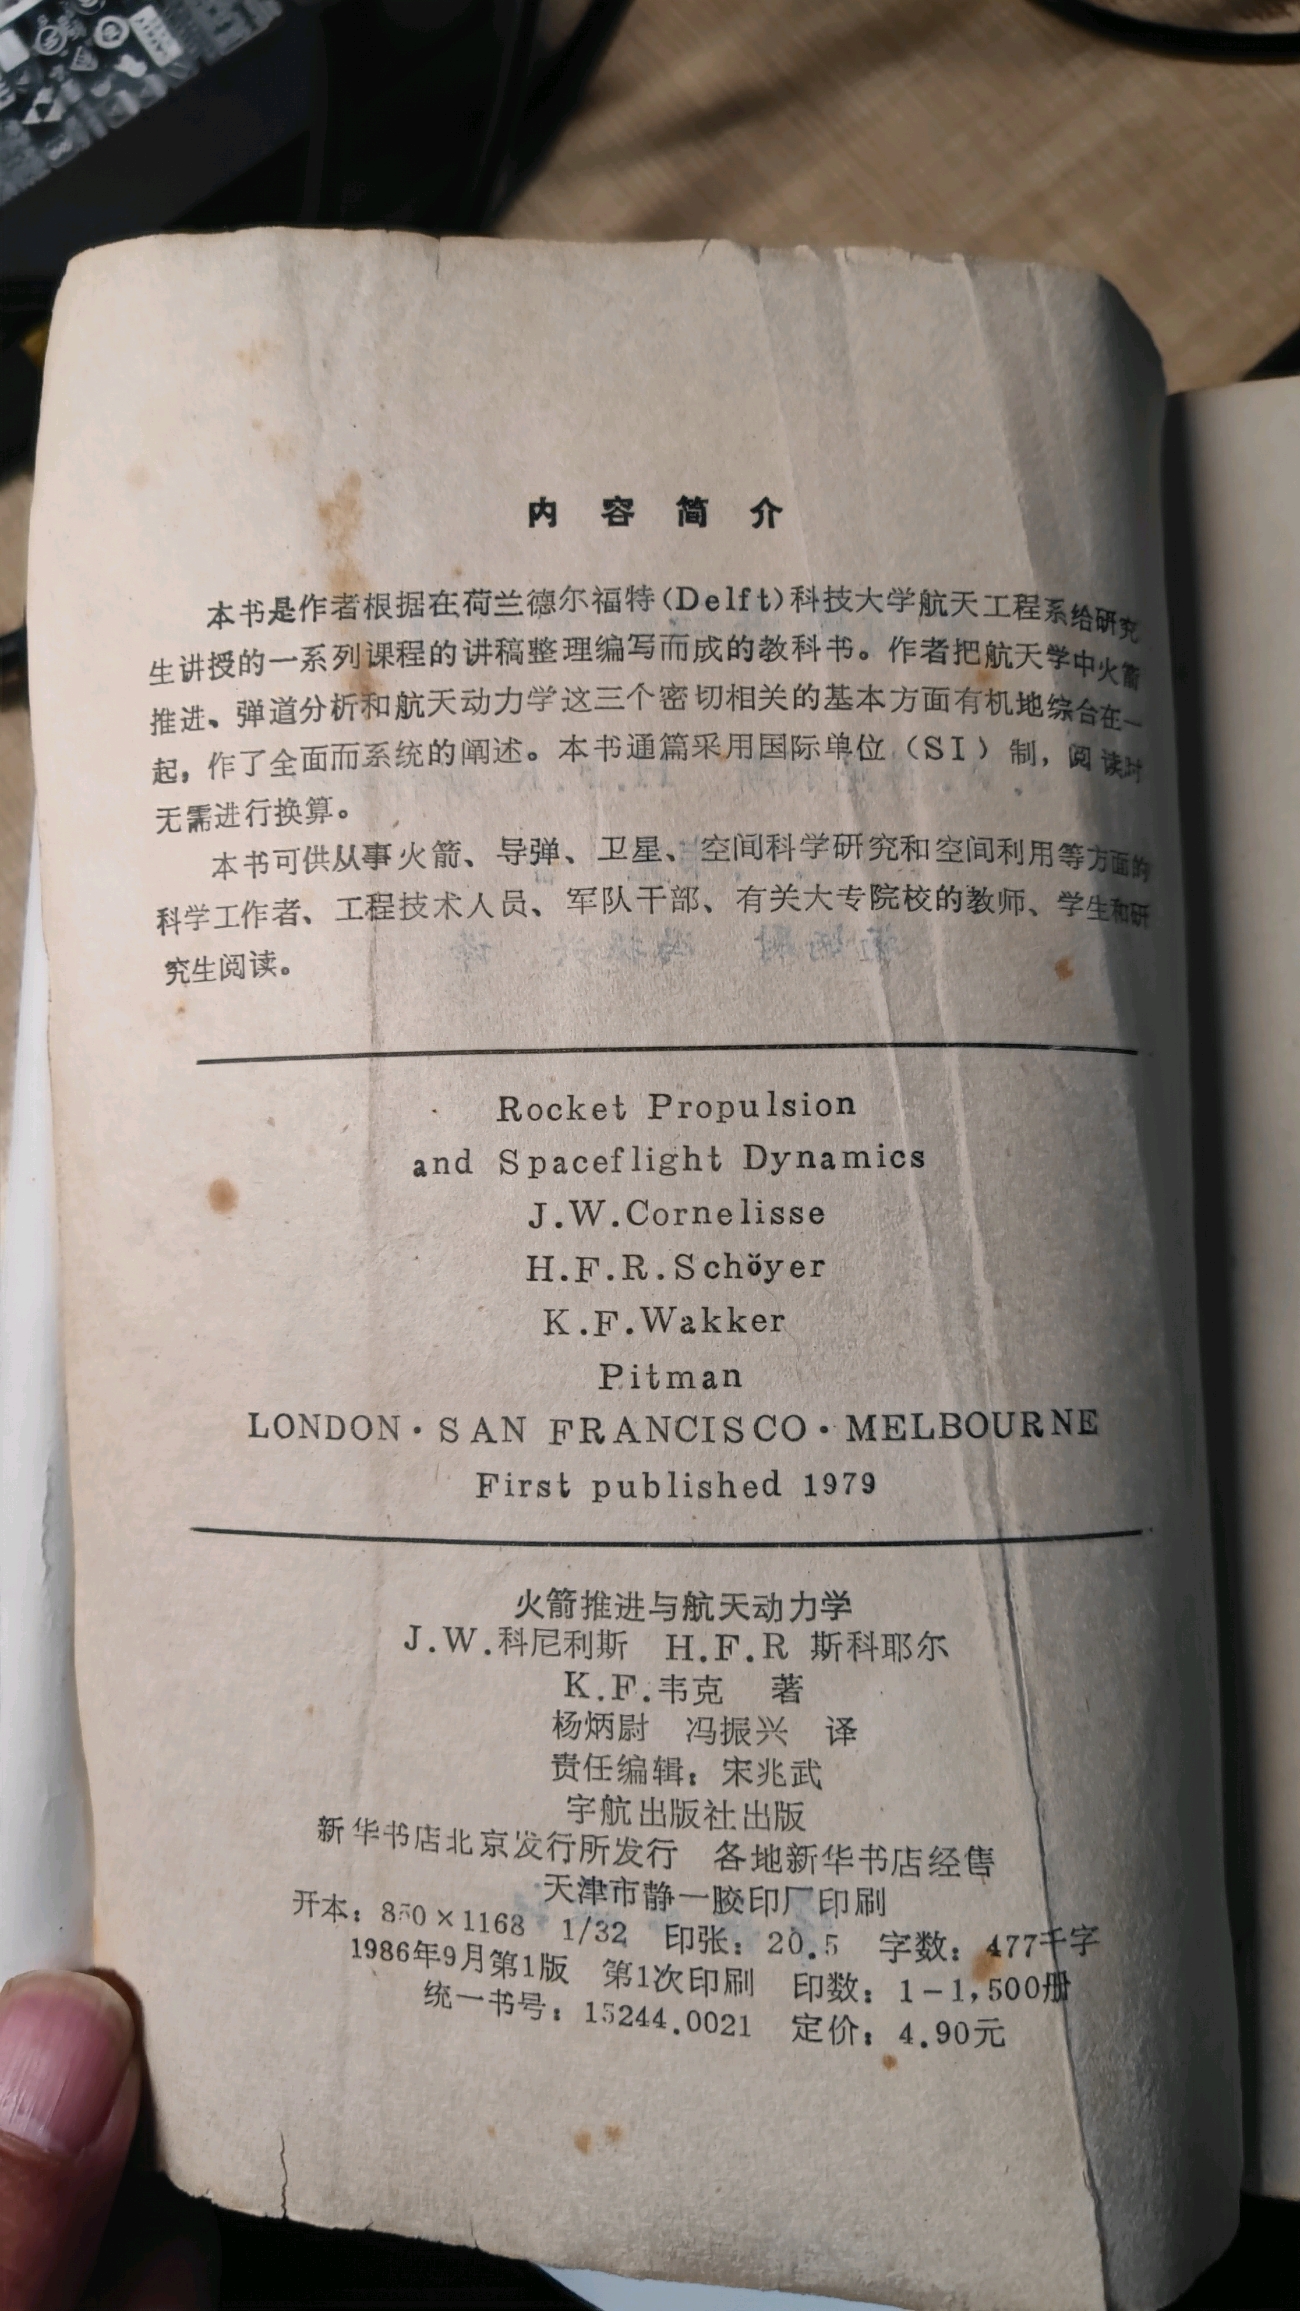 内容简介
本书是作者根据在荷兰德尔福特(Delft)科技大学航天工程系给研究
生讲授的一系列课程的讲稿整理编写而成的教科书。作者把航天学中火箭
推进、弹道分析和航天动力学这三个密切相关的基本方面有机地综合在一
起，作了全面而系统的阐述。本书通篇采用国际单位（SI）制，阅读时
无需进行换算。
本书可供从事火箭、导弹、卫星、空间科学研究和空间利用等方面的
科学工作者、工程技术人员、军队干部、有关大专院校的教师、学生和研
究生阅读。
Rocket Propulsion
and Spaceflight Dynamics
J.W.Cornelisse
H.F.R.Schöyer
K.F.Wakker
Pitman
LONDON·SAN FRANCISCO·MELBOURNE
First published 1979
火箭推进与航天动力学
J.W.科尼利斯 H.F.R 斯科耶尔
K.F.韦克 著
杨炳尉 冯振兴 译
责任编辑：宋兆武
宇航出版社出版
新华书店北京发行所发行 各地新华书店经售
天津市静一胶印厂印刷
开本：850×1168 1/32 印张：20.5 字数：477千字
1986年9月第1版 第1次印刷 印数：1-1,500册
统一书号：15244.0021 定价：4.90元